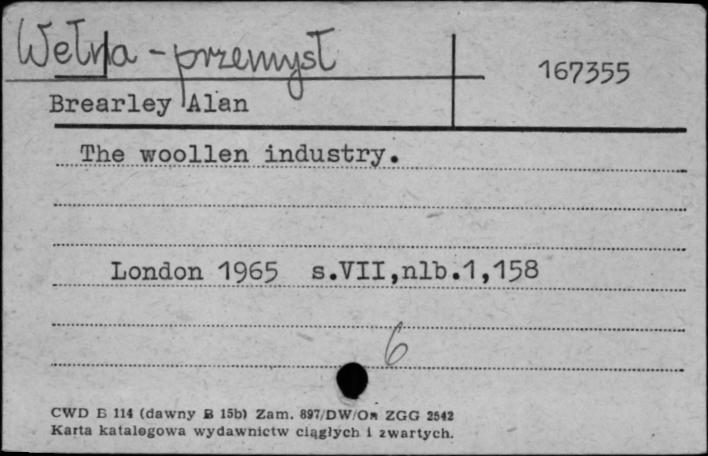 Wełna - przemysł
167355
Brearley Alan
The woollen industry.
London 1965 s.VII,nlb.1,158
6
CWD B 114 (dawny B 15b) Zam. 897/DW/On ZGG 2542
Karta katalogowa wydawnictw ciągłych i zwartych.